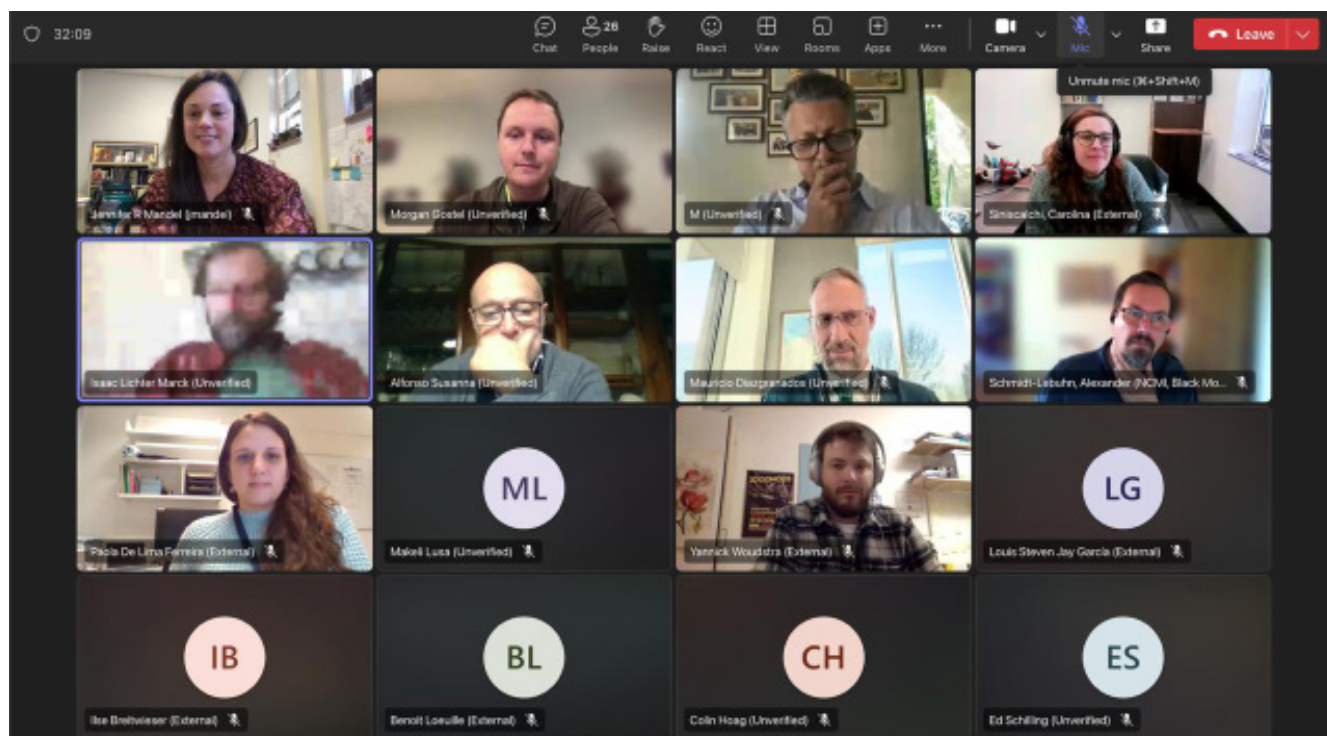 32:09
26
Chat People Raise React View Rooms Apps More Camera Mic Share Leave
Unmute mic (⌘+Shift+M)
Jennifer R Mandel (jmandel)
Morgan Gostel (Unverified)
M (Unverified)
Siniscalchi, Carolina (External)
Isaac Lichter Marck (Unverified)
Alfonso Susanna (Unverified)
Mauricio Diazgranados (Unverified)
Schmidt-Lebuhn, Alexander (NCMI, Black Mo...
Paola De Lima Ferreira (External)
ML
Makeli Lusa (Unverified)
Yannick Woudstra (External)
LG
Louis Steven Jay Garcia (External)
IB
Ilse Breitwieser (External)
BL
Benoit Loeuille (External)
CH
Colin Hoag (Unverified)
ES
Ed Schilling (Unverified)